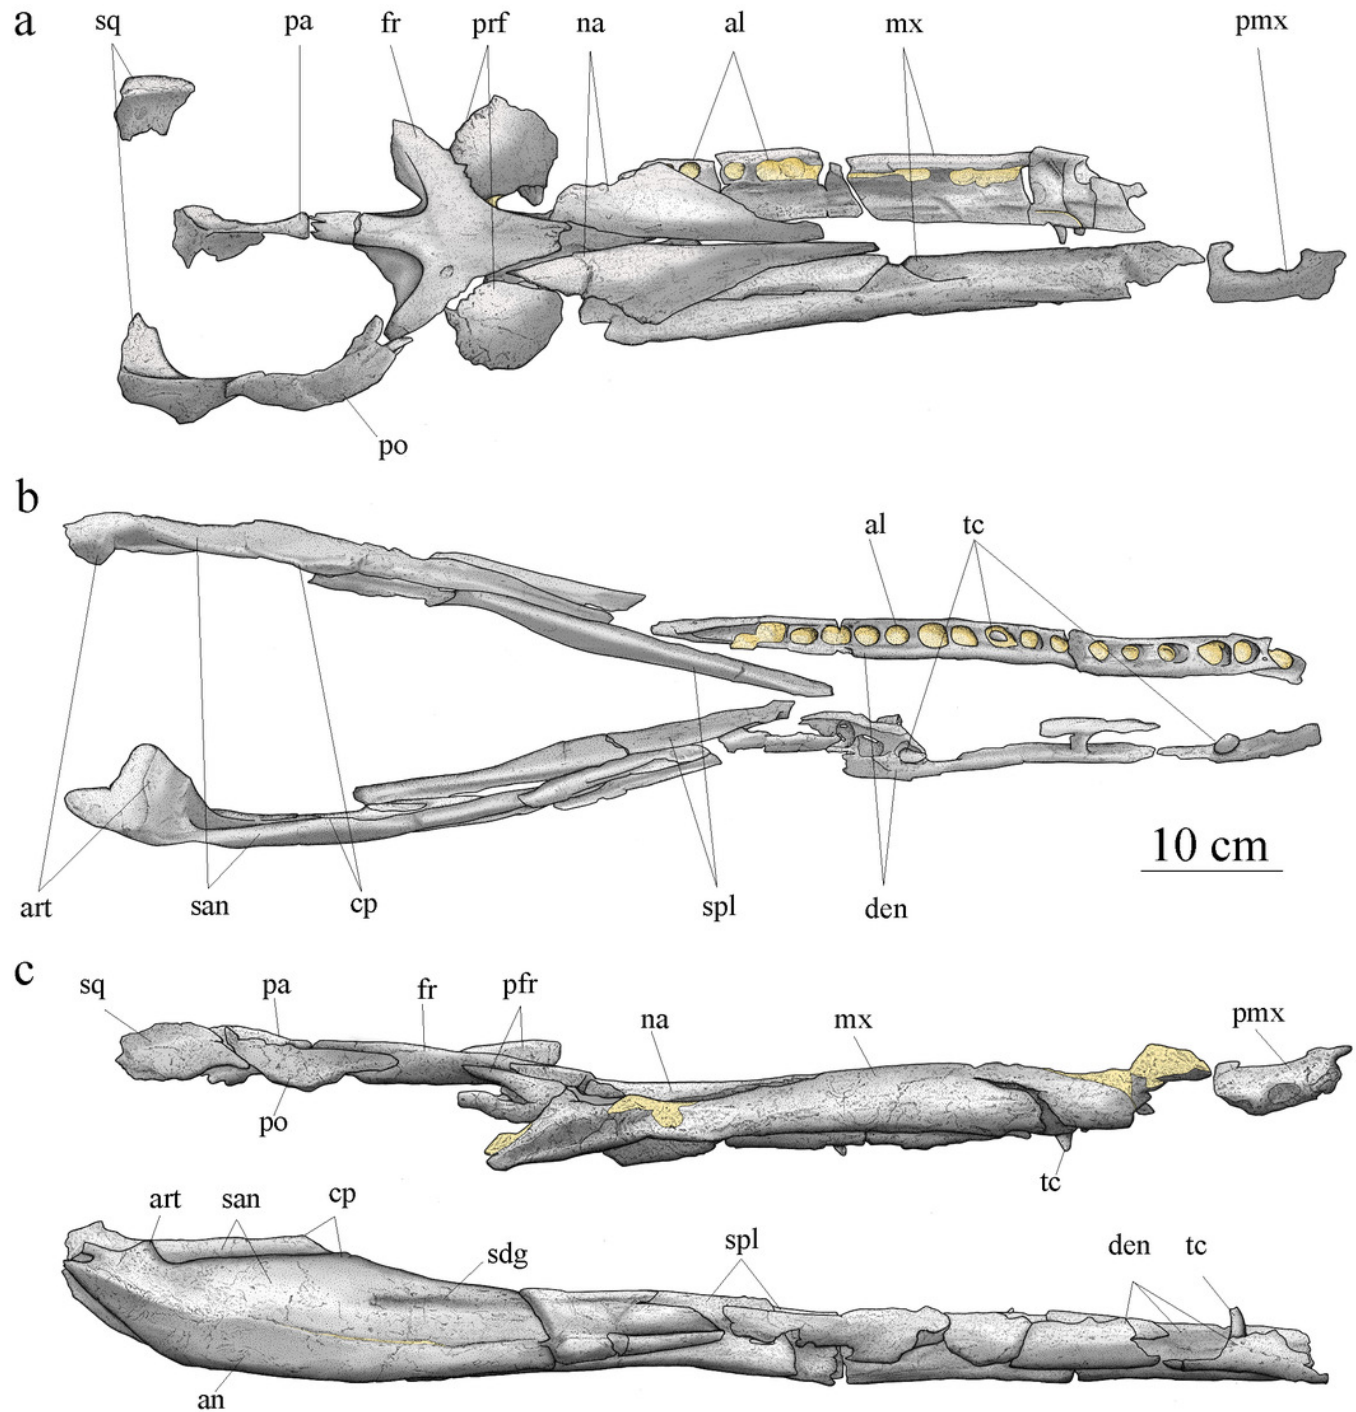 a
sq pa fr prf na al mx pmx
po
b
al tc
10 cm
art san cp spl den
c
sq pa fr pfr na mx pmx
po
tc
art san cp sdg spl den tc
an